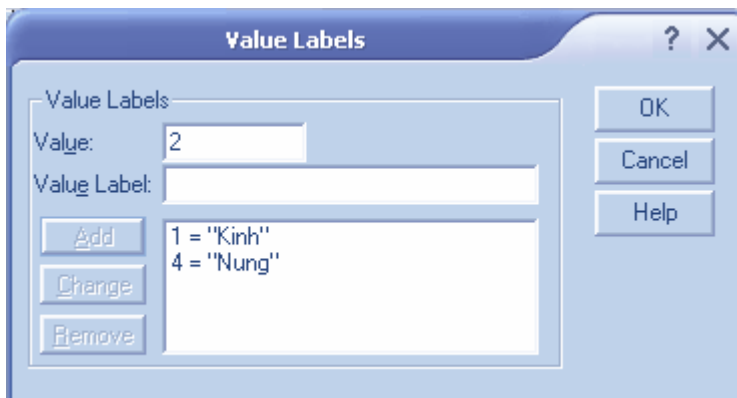 Value Labels
? X
Value Labels
OK
Value: 2
Cancel
Value Label:
Help
Add
1 = "Kinh"
4 = "Nung"
Change
Remove